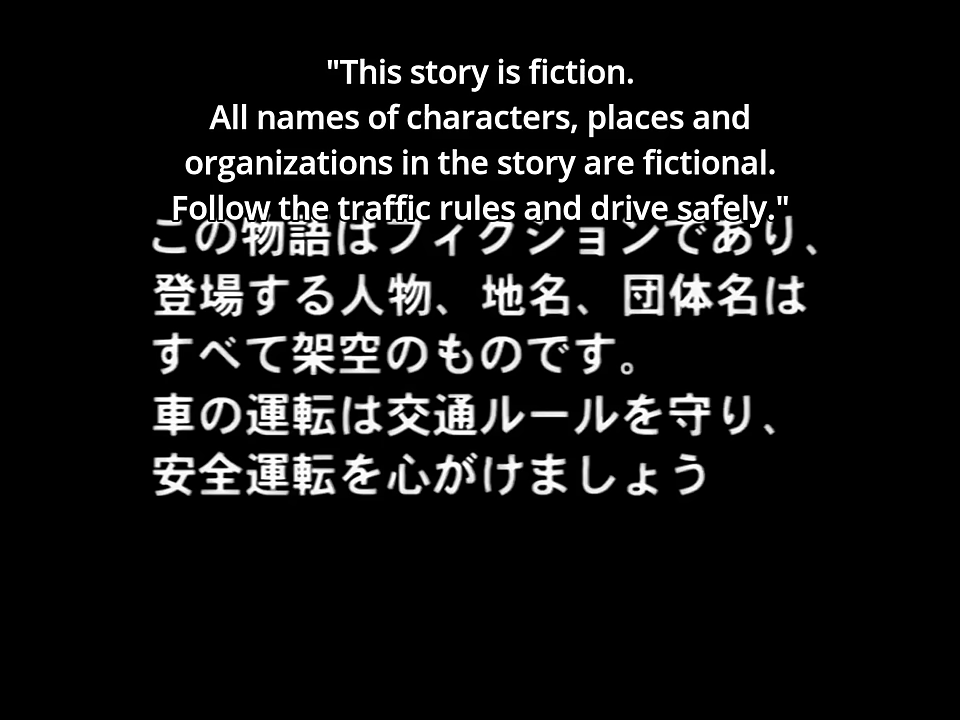 "This story is fiction.
All names of characters, places and
organizations in the story are fictional.
Follow the traffic rules and drive safely."
この物語はフィクションであり、
登場する人物、地名、団体名は
すべて架空のものです。
車の運転は交通ルールを守り、
安全運転を心がけましょう